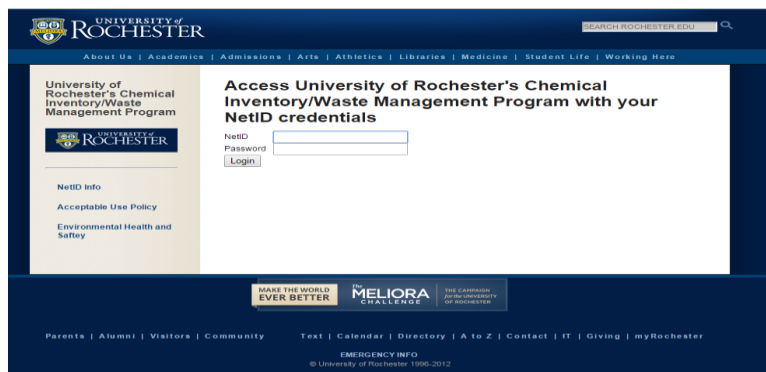 UNIVERSITY of
ROCHESTER
SEARCH ROCHESTER.EDU
About Us | Academics | Admissions | Arts | Athletics | Libraries | Medicine | Student Life | Working Here
University of
Rochester's Chemical
Inventory/Waste
Management Program
UNIVERSITY of
ROCHESTER
NetID Info
Acceptable Use Policy
Environmental Health and
Saftey
Access University of Rochester's Chemical
Inventory/Waste Management Program with your
NetID credentials
NetID
Password
Login
MAKE THE WORLD
EVER BETTER
The
MELIORA
CHALLENGE
THE CAMPAIGN
for the UNIVERSITY
OF ROCHESTER
Parents | Alumni | Visitors | Community
Text | Calendar | Directory | A to Z | Contact | IT | Giving | myRochester
EMERGENCY INFO
© University of Rochester 1996-2012